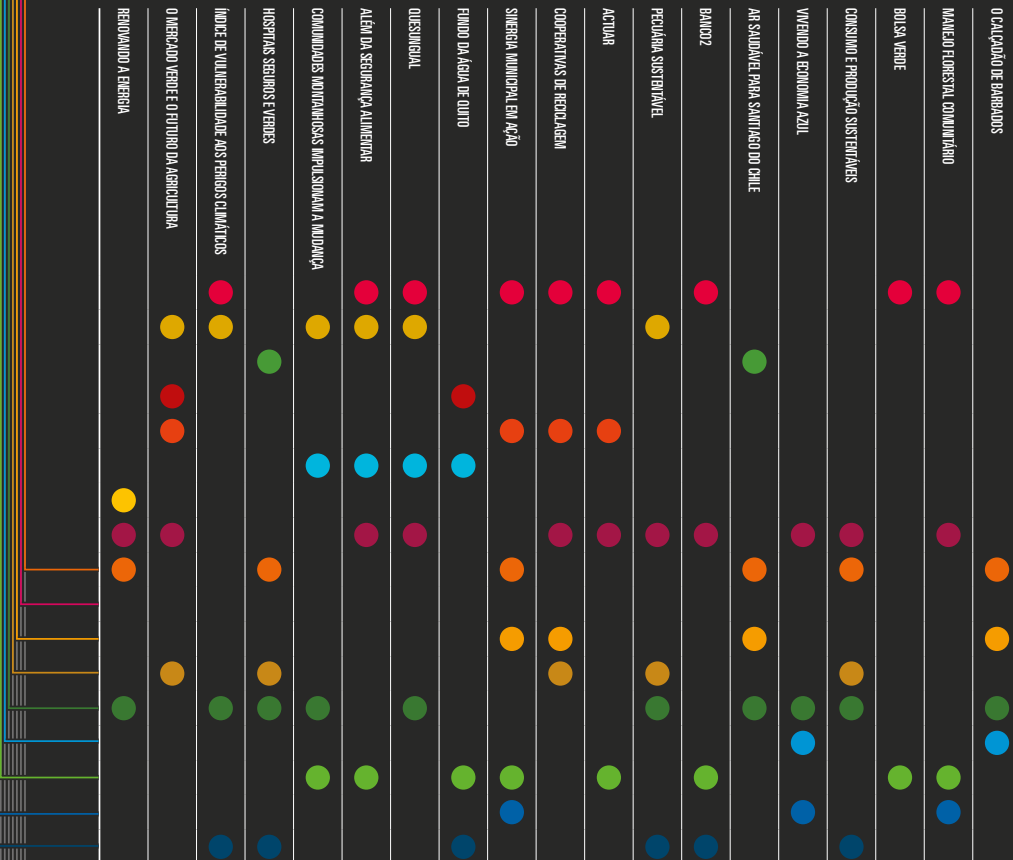 RENOVANDO A ENERGIA
O MERCADO VERDE E O FUTURO DA AGRICULTURA
ÍNDICE DE VULNERABILIDADE AOS PERIGOS CLIMÁTICOS
HOSPITAIS SEGUROS E VERDES
COMUNIDADES MONTANHOSAS IMPULSIONAM A MUDANÇA
ALÉM DA SEGURANÇA ALIMENTAR
QUESUNGUAL
FUNDO DA ÁGUA DE QUITO
SINERGIA MUNICIPAL EM AÇÃO
COOPERATIVAS DE RECICLAGEM
ACTUAR
PECUÁRIA SUSTENTÁVEL
BANCO2
AR SAUDÁVEL PARA SANTIAGO DO CHILE
VIVENDO A ECONOMIA AZUL
CONSUMO E PRODUÇÃO SUSTENTÁVEIS
BOLSA VERDE
MANEJO FLORESTAL COMUNITÁRIO
O CALÇADÃO DE BARBADOS